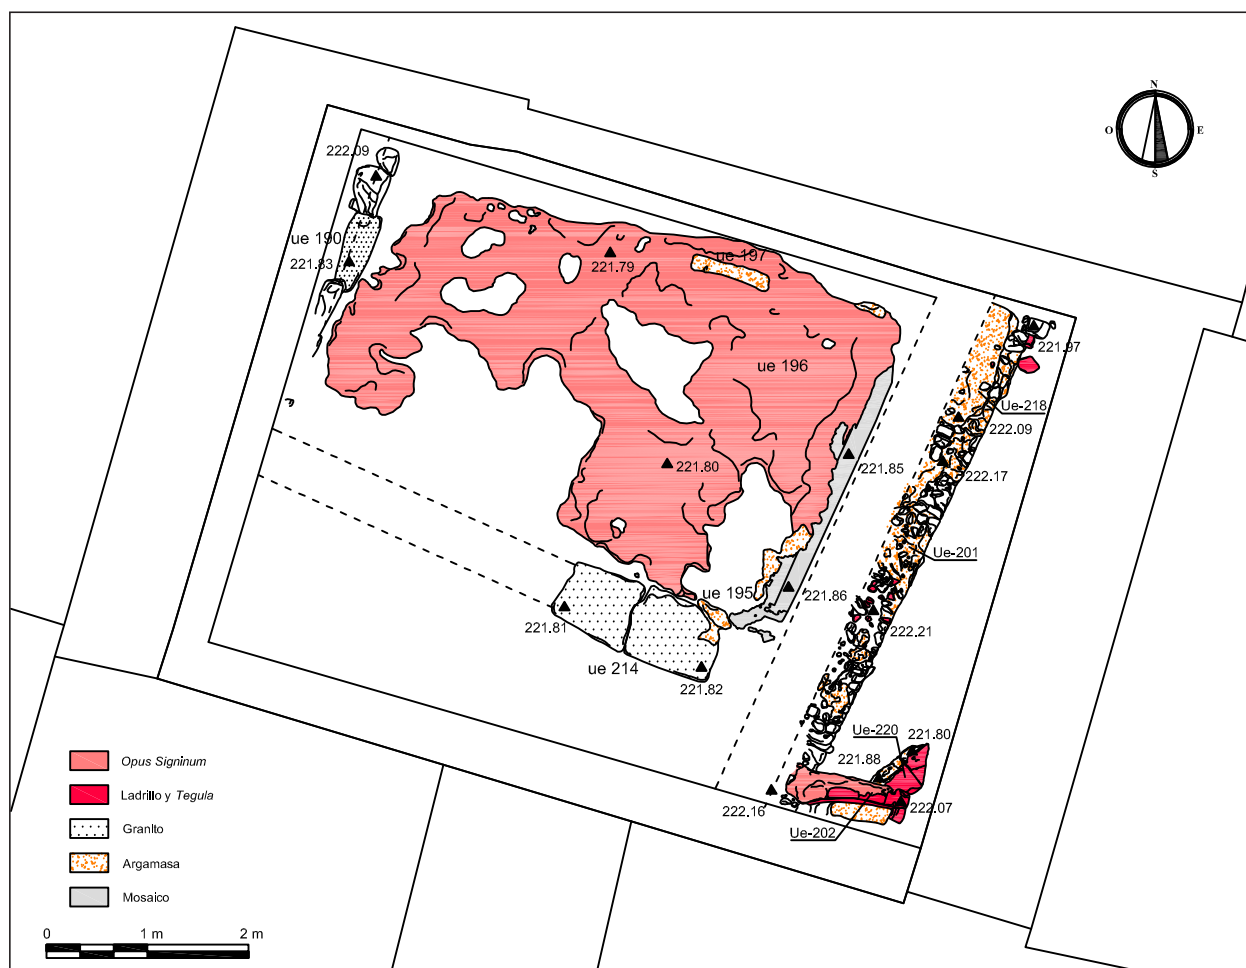 N
O
E
S
222.09
ue 190
221.83
221.79
ue 197
ue 196
221.97
Ue-218
222.09
221.80
221.85
222.17
Ue-201
ue 195
221.86
221.81
222.21
ue 214
221.82
Ue-220
221.80
221.88
222.16
222.07
Ue-202
Opus Signinum
Ladrillo y Tegula
Granito
Argamasa
Mosaico
0 1 m 2 m